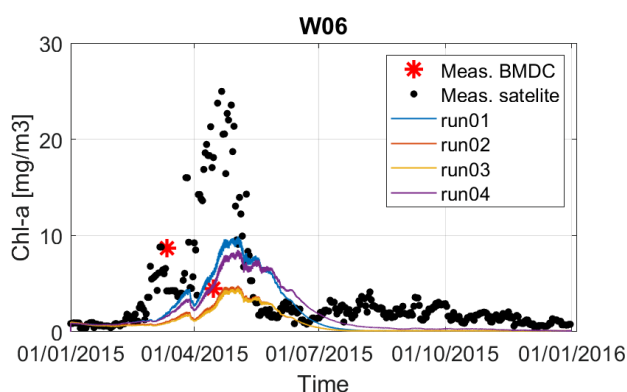 W06
30
20
10
0
Chl-a [mg/m3]
Meas. BMDC
Meas. satelite
run01
run02
run03
run04
01/01/2015 01/04/2015 01/07/2015 01/10/2015 01/01/2016
Time